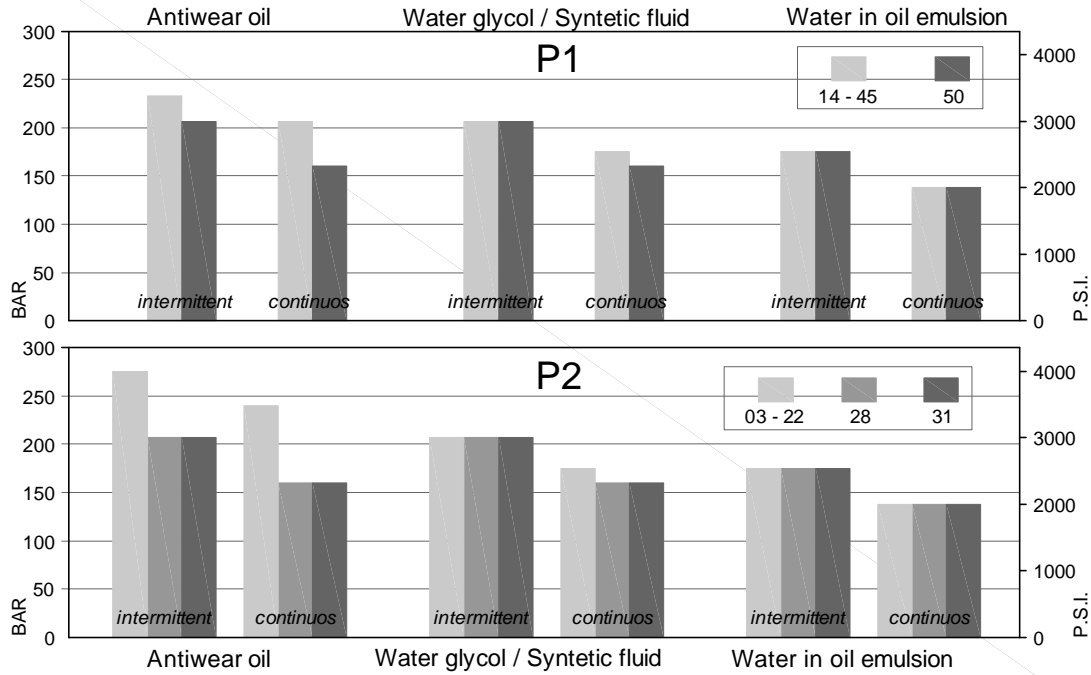 Antiwear oil Water glycol / Syntetic fluid Water in oil emulsion
P1
300
250
200
150
100
50
0
BAR
14 - 45 50
4000
3000
2000
1000
0
P.S.I.
intermittent continuos intermittent continuos intermittent continuos
P2
300
250
200
150
100
50
0
BAR
03 - 22 28 31
4000
3000
2000
1000
0
P.S.I.
intermittent continuos intermittent continuos intermittent continuos
Antiwear oil Water glycol / Syntetic fluid Water in oil emulsion